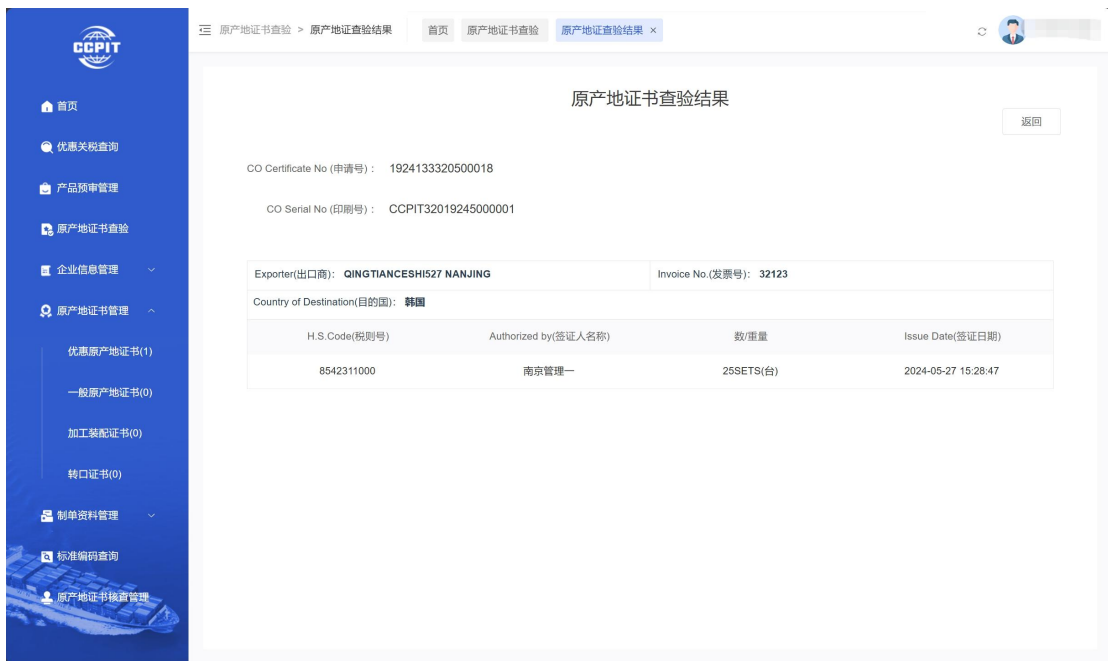 CCPIT
首页
优惠关税查询
产品预审管理
原产地证书查验
企业信息管理
原产地证书管理
优惠原产地证书(1)
一般原产地证书(0)
加工装配证书(0)
转口证书(0)
制单资料管理
标准编码查询
原产地证书核查管理
原产地证书查验 > 原产地证查验结果 首页 原产地证书查验 原产地证查验结果 ×
原产地证书查验结果
返回
CO Certificate No (申请号)： 1924133320500018
CO Serial No (印刷号)： CCPIT32019245000001
Exporter(出口商)： QINGTIANCESHI527 NANJING Invoice No.(发票号)： 32123
Country of Destination(目的国)： 韩国
H.S.Code(税则号) Authorized by(签证人名称) 数/重量 Issue Date(签证日期)
8542311000 南京管理一 25SETS(台) 2024-05-27 15:28:47